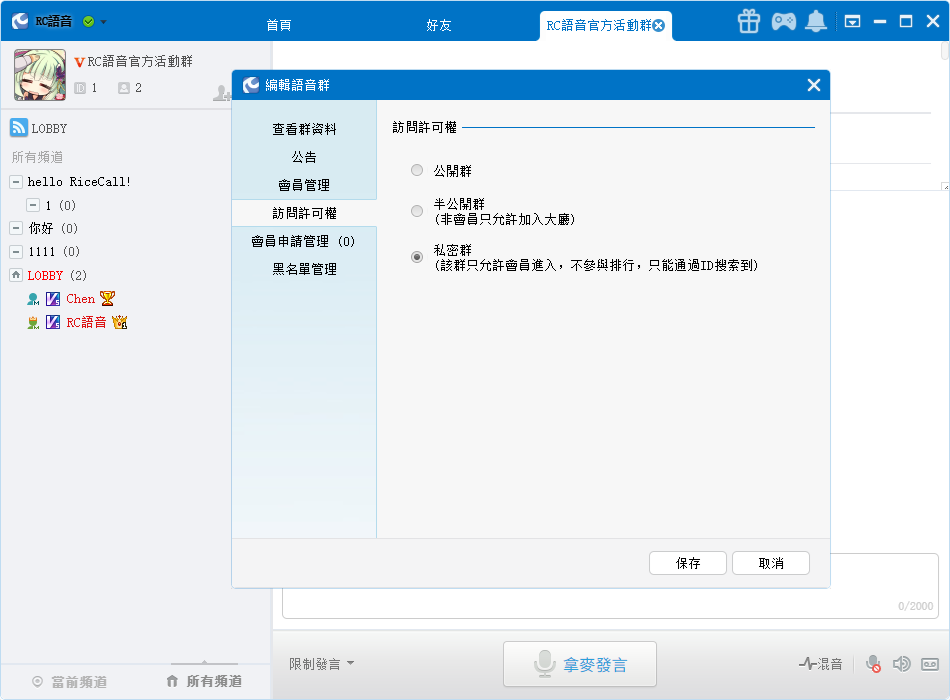 RC語音
首頁
好友
RC語音官方活動群
RC語音官方活動群
1
2
LOBBY
所有頻道
hello RiceCall!
1 (0)
你好 (0)
1111 (0)
LOBBY (2)
Chen
RC語音
編輯語音群
查看群資料
公告
會員管理
訪問許可權
會員申請管理 (0)
黑名單管理
訪問許可權
公開群
半公開群
(非會員只允許加入大廳)
私密群
(該群只允許會員進入，不參與排行，只能通過ID搜索到)
保存
取消
0/2000
限制發言
拿麥發言
混音
當前頻道
所有頻道